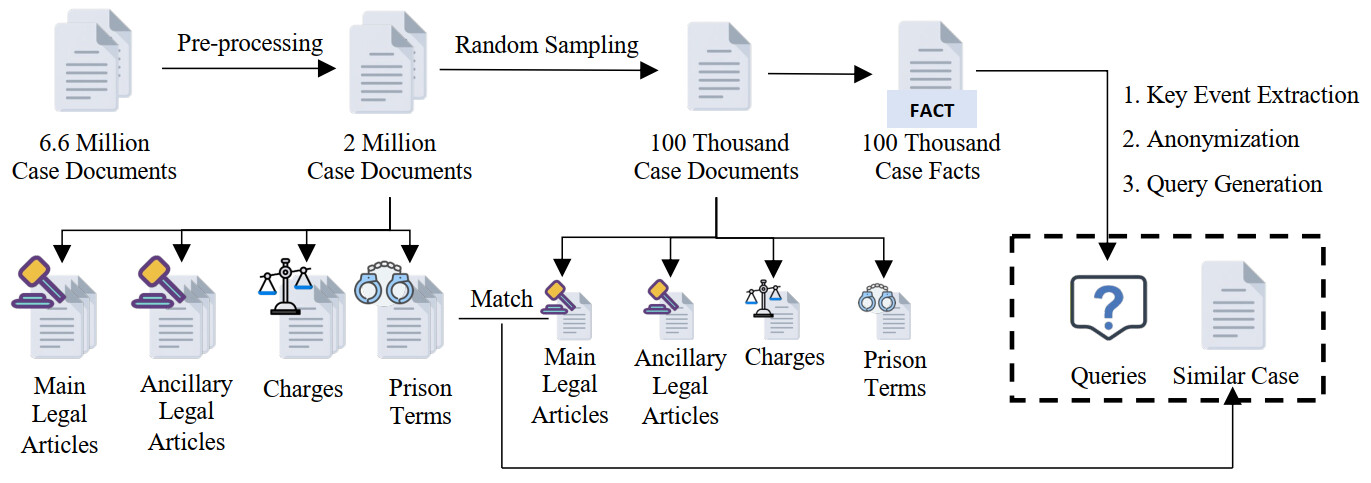 Pre-processing
Random Sampling
FACT
6.6 Million
Case Documents
2 Million
Case Documents
100 Thousand
Case Documents
100 Thousand
Case Facts
1. Key Event Extraction
2. Anonymization
3. Query Generation
Match
Main
Legal
Articles
Ancillary
Legal
Articles
Charges
Prison
Terms
Main
Legal
Articles
Ancillary
Legal
Articles
Charges
Prison
Terms
?
Queries
Similar Case